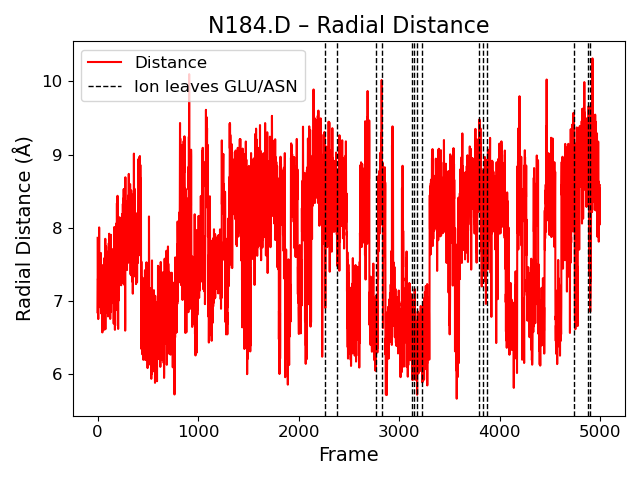 N184.D – Radial Distance
Distance
Ion leaves GLU/ASN
Radial Distance (Å)
10
9
8
7
6
0 1000 2000 3000 4000 5000
Frame